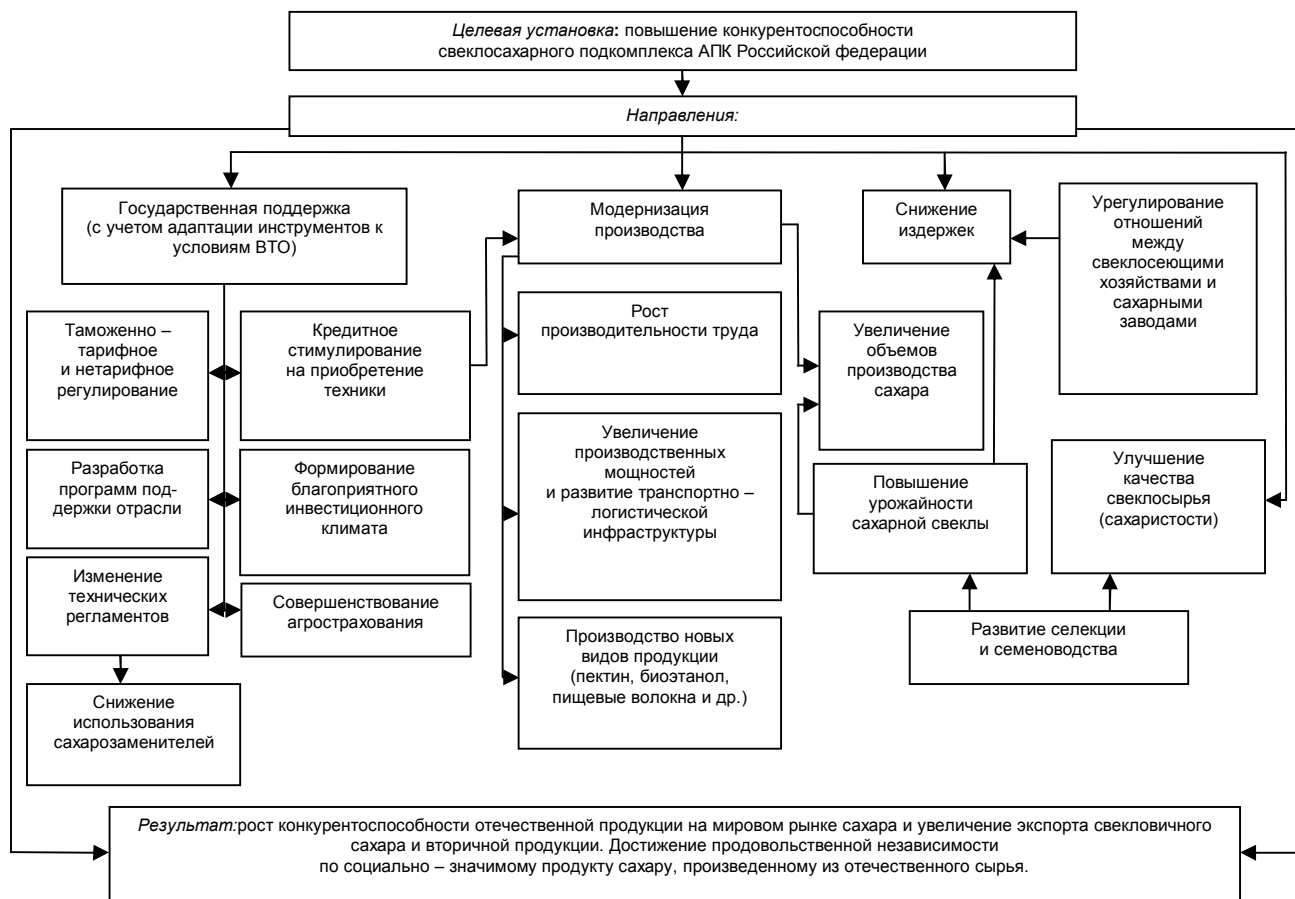 Целевая установка: повышение конкурентоспособности
свеклосахарного подкомплекса АПК Российской федерации
Направления:
Государственная поддержка
(с учетом адаптации инструментов к
условиям ВТО)
Модернизация
производства
Снижение
издержек
Урегулирование
отношений
между
свеклосеющими
хозяйствами и
сахарными
заводами
Таможенно –
тарифное
и нетарифное
регулирование
Кредитное
стимулирование
на приобретение
техники
Рост
производительности труда
Увеличение
объемов
производства
сахара
Разработка
программ под-
держки отрасли
Формирование
благоприятного
инвестиционного
климата
Увеличение
производственных
мощностей
и развитие транспортно –
логистической
инфраструктуры
Повышение
урожайности
сахарной свеклы
Улучшение
качества
свеклосырья
(сахаристости)
Изменение
технических
регламентов
Совершенствование
агрострахования
Производство новых
видов продукции
(пектин, биоэтанол,
пищевые волокна и др.)
Развитие селекции
и семеноводства
Снижение
использования
сахарозаменителей
Результат:рост конкурентоспособности отечественной продукции на мировом рынке сахара и увеличение экспорта свекловичного
сахара и вторичной продукции. Достижение продовольственной независимости
по социально – значимому продукту сахару, произведенному из отечественного сырья.